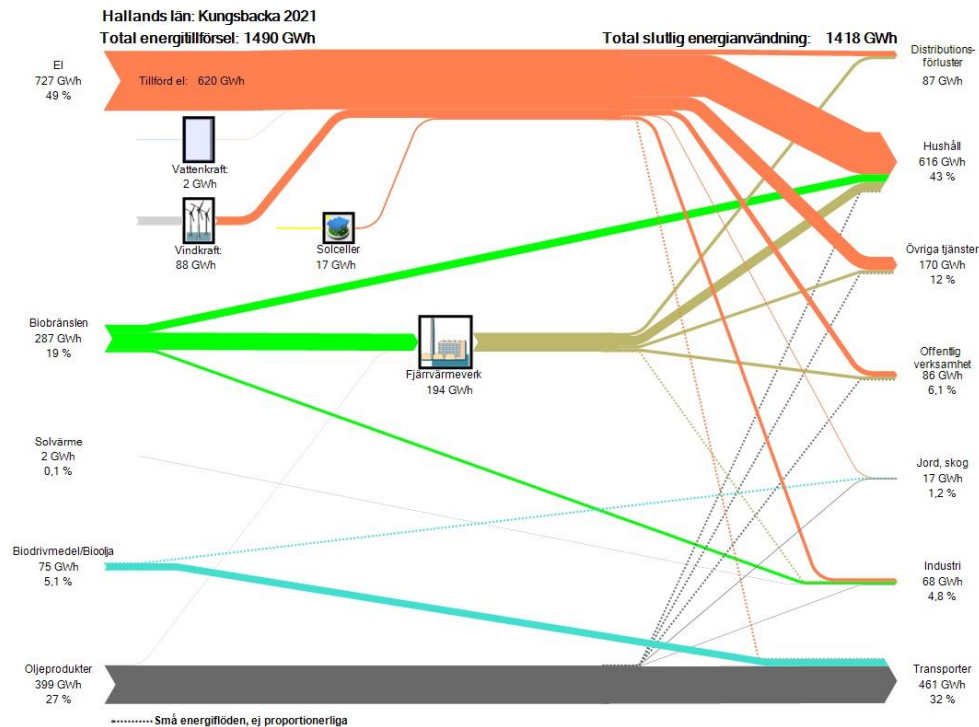 Hallands län: Kungsbacka 2021
Total energitillförsel: 1490 GWh
Total slutlig energianvändning: 1418 GWh
El
727 GWh
49 %
Tillförd el: 620 GWh
Vattenkraft:
2 GWh
Vindkraft:
88 GWh
Solceller
17 GWh
Biobränslen
287 GWh
19 %
Fjärrvärmeverk
194 GWh
Solvärme
2 GWh
0,1 %
Biodrivmedel/Bioolja
75 GWh
5,1 %
Oljeprodukter
399 GWh
27 %
Distributions-
förluster
87 GWh
Hushåll
616 GWh
43 %
Övriga tjänster
170 GWh
12 %
Offentlig
verksamhet
86 GWh
6,1 %
Jord, skog
17 GWh
1,2 %
Industri
68 GWh
4,8 %
Transporter
461 GWh
32 %
Små energiflöden, ej proportionerliga